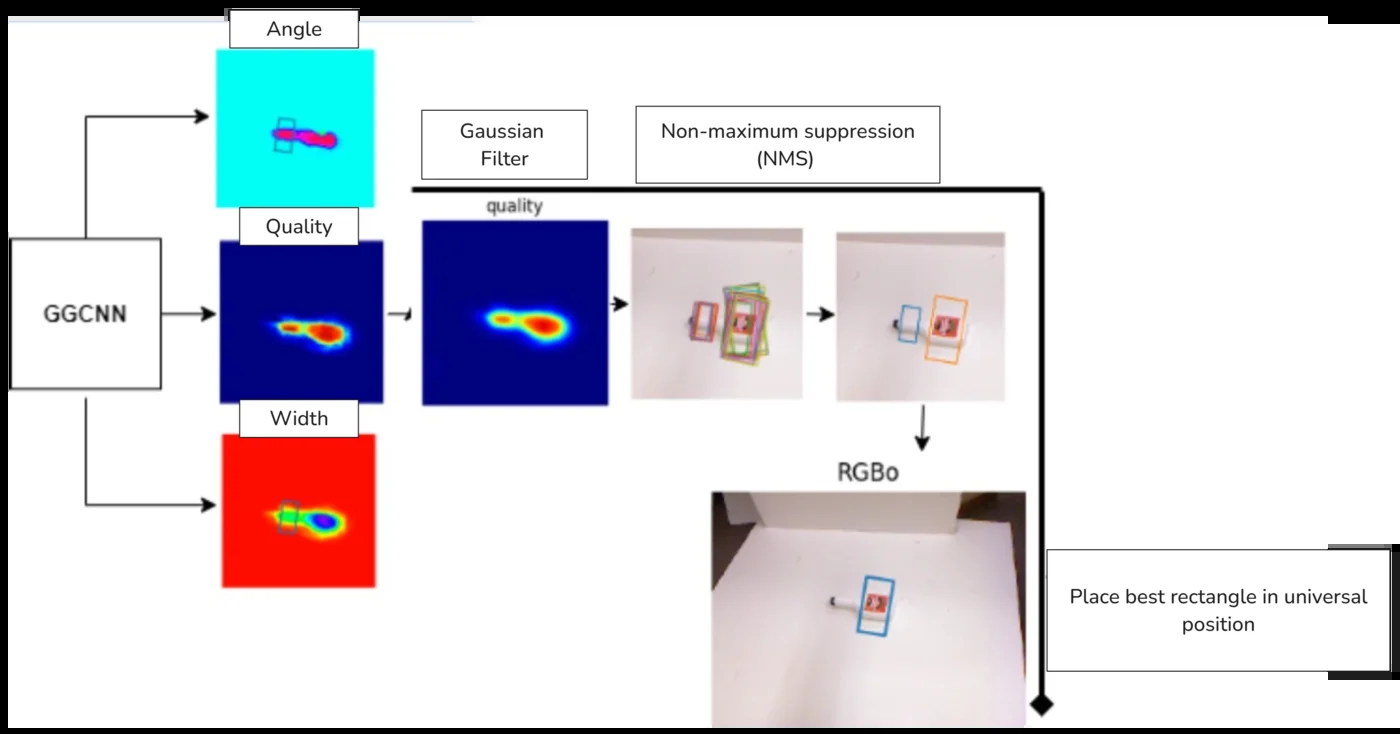 Angle
Gaussian
Filter
Non-maximum suppression
(NMS)
quality
Quality
GGCNN
Width
RGBo
Place best rectangle in universal
position